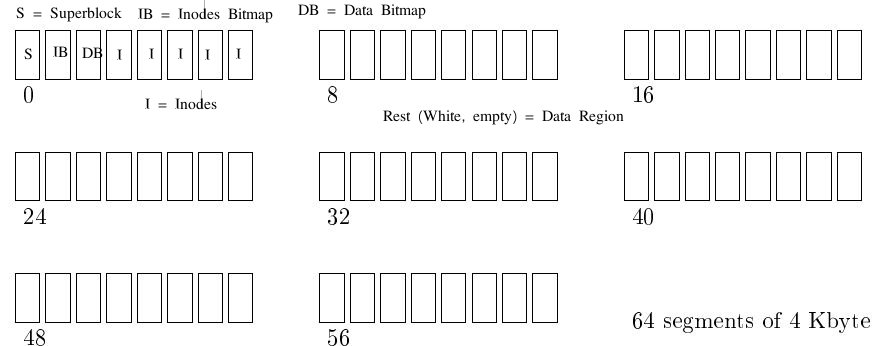 S = Superblock IB = Inodes Bitmap DB = Data Bitmap
S IB DB I I I I I
0 8 16
I = Inodes
Rest (White, empty) = Data Region
24 32 40
48 56
64 segments of 4 Kbyte